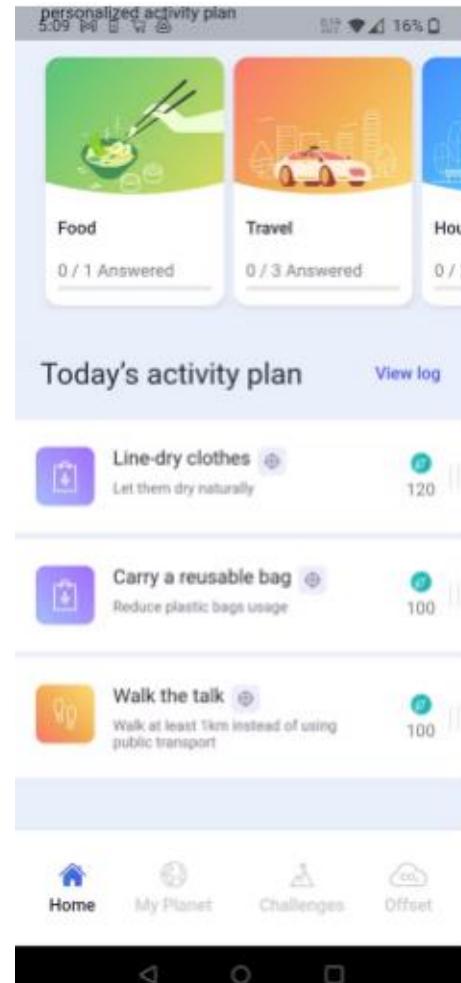 personalized activity plan
5:09
16%
Food
Travel
Hou
0 / 1 Answered
0 / 3 Answered
0 /
Today's activity plan
View log
Line-dry clothes
Let them dry naturally
120
Carry a reusable bag
Reduce plastic bags usage
100
Walk the talk
Walk at least 1km instead of using
public transport
100
Home
My Planet
Challenges
Offset